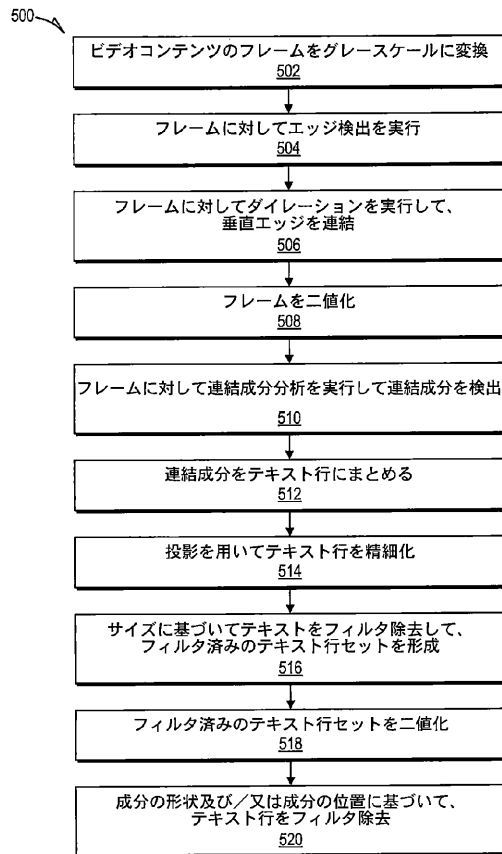 500
ビデオコンテンツのフレームをグレースケールに変換
502
フレームに対してエッジ検出を実行
504
フレームに対してダイレーションを実行して、
垂直エッジを連結
506
フレームを二値化
508
フレームに対して連結成分分析を実行して連結成分を検出
510
連結成分をテキスト行にまとめる
512
投影を用いてテキスト行を精細化
514
サイズに基づいてテキストをフィルタ除去して、
フィルタ済みのテキスト行セットを形成
516
フィルタ済みのテキスト行セットを二値化
518
成分の形状及び/又は成分の位置に基づいて、
テキスト行をフィルタ除去
520